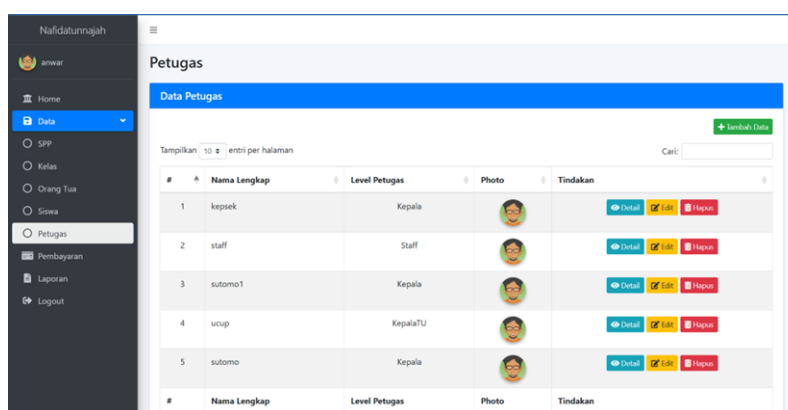 Nafidatunnajah
anwar
Home
Data
SPP
Kelas
Orang Tua
Siswa
Petugas
Pembayaran
Laporan
Logout
Petugas
Data Petugas
+ Tambah Data
Tampilkan 10 entri per halaman
Cari:
# Nama Lengkap Level Petugas Photo Tindakan
1 kepsek Kepala Detail Edit Hapus
2 staff Staff Detail Edit Hapus
3 sutomo1 Kepala Detail Edit Hapus
4 ucup KepalaTU Detail Edit Hapus
5 sutomo Kepala Detail Edit Hapus
# Nama Lengkap Level Petugas Photo Tindakan